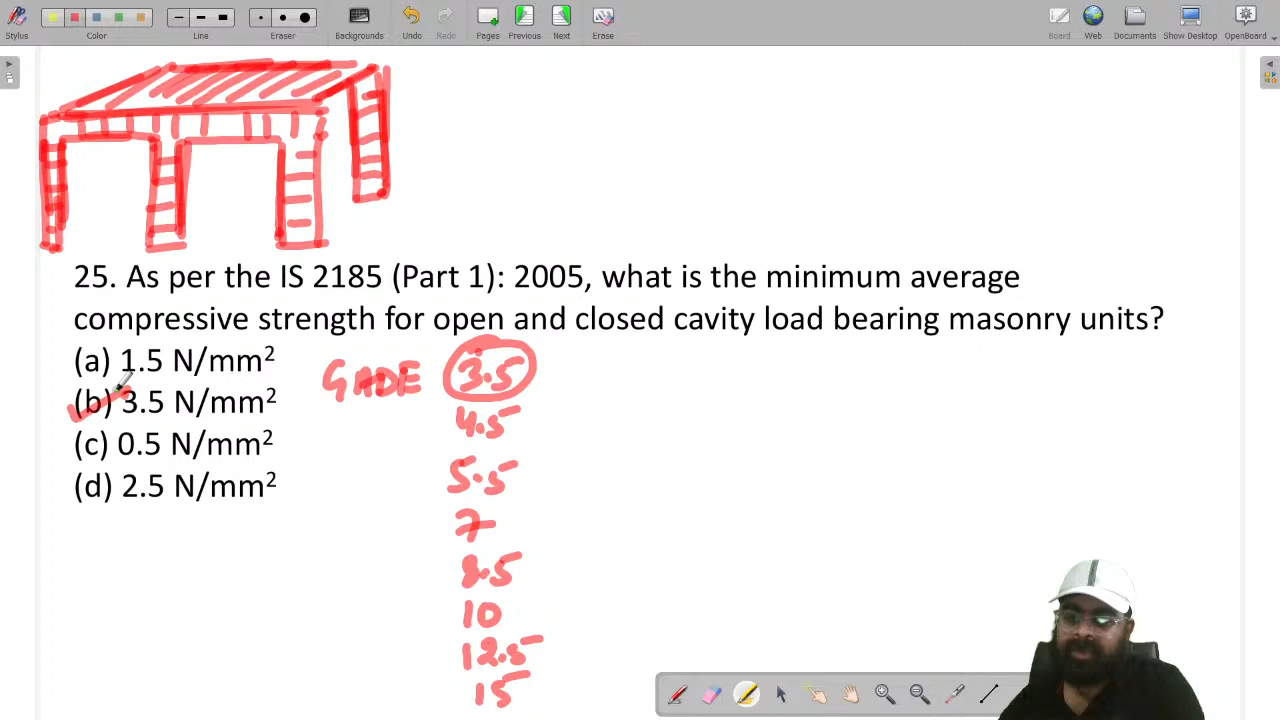 Stylus Color Line Eraser Backgrounds Undo Redo Pages Previous Next Erase Board Web Documents Show Desktop OpenBoard
25. As per the IS 2185 (Part 1): 2005, what is the minimum average
compressive strength for open and closed cavity load bearing masonry units?
(a) 1.5 N/mm²
(b) 3.5 N/mm²
(c) 0.5 N/mm²
(d) 2.5 N/mm²
GADE 3.5
4.5
5.5
7
8.5
10
12.5
15